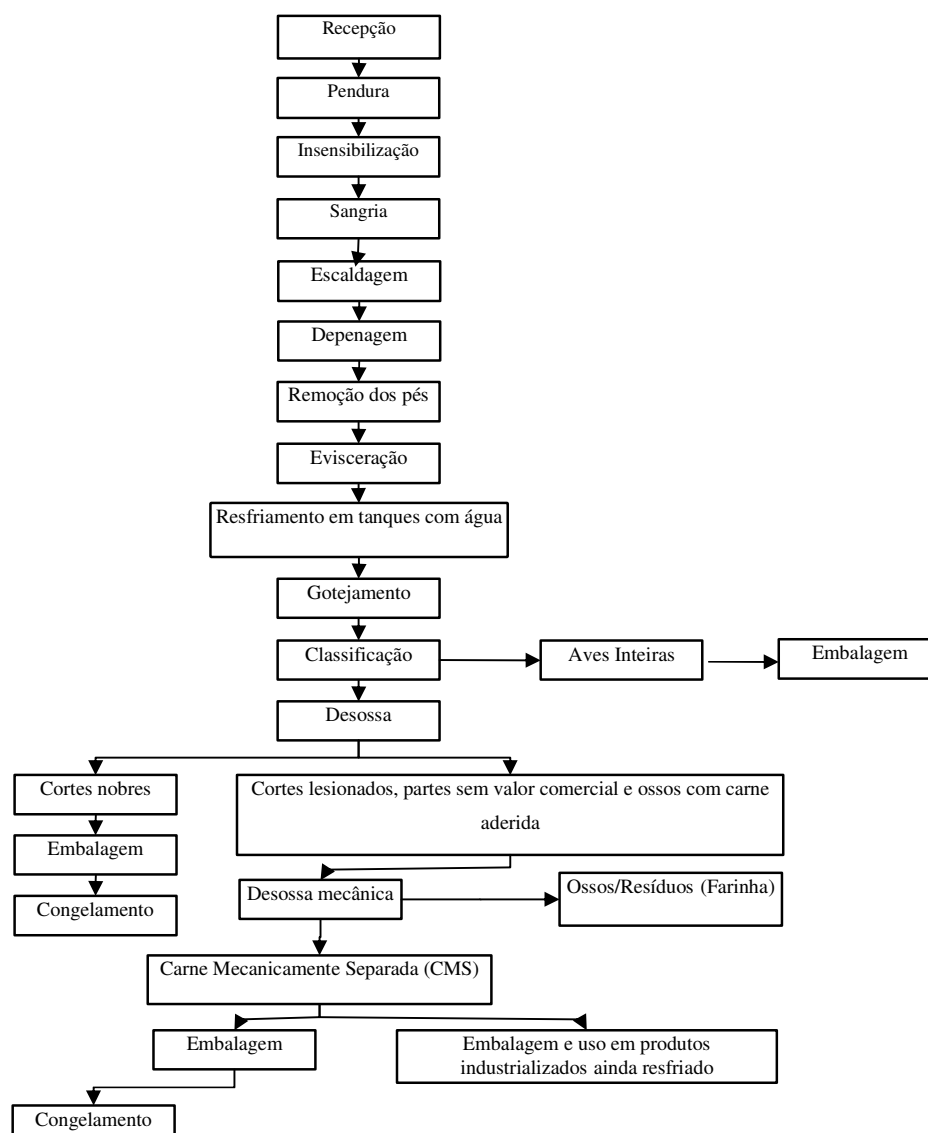 Recepção
Pendura
Insensibilização
Sangria
Escaldagem
Depenagem
Remoção dos pés
Evisceração
Resfriamento em tanques com água
Gotejamento
Classificação
Aves Inteiras
Embalagem
Desossa
Cortes nobres
Cortes lesionados, partes sem valor comercial e ossos com carne
aderida
Embalagem
Congelamento
Desossa mecânica
Ossos/Resíduos (Farinha)
Carne Mecanicamente Separada (CMS)
Embalagem
Embalagem e uso em produtos
industrializados ainda resfriado
Congelamento